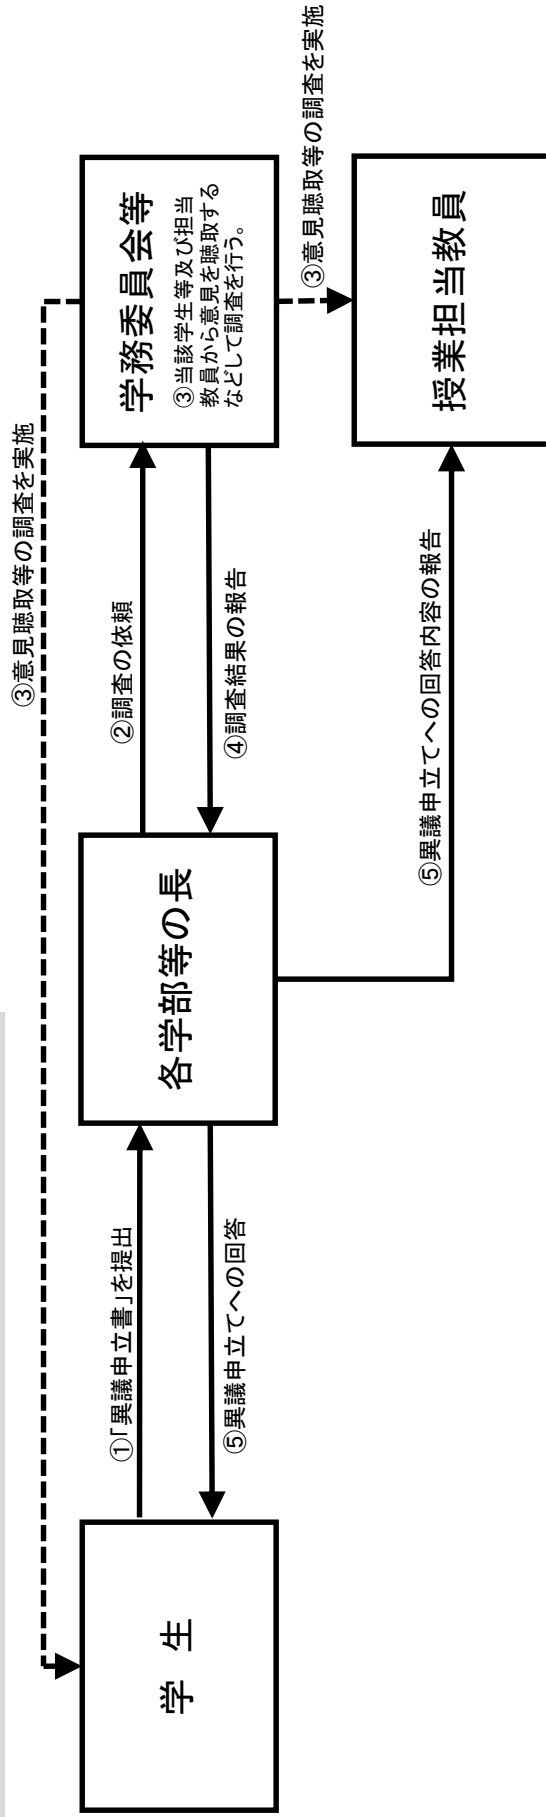 ③意見聴取等の調査を実施
学 生
①「異議申立書」を提出
⑤異議申立てへの回答
各学部等の長
②調査の依頼
④調査結果の報告
学務委員会等
③当該学生等及び担当
教員から意見を聴取する
などして調査を行う。
③意見聴取等の調査を実施
⑤異議申立てへの回答内容の報告
授業担当教員